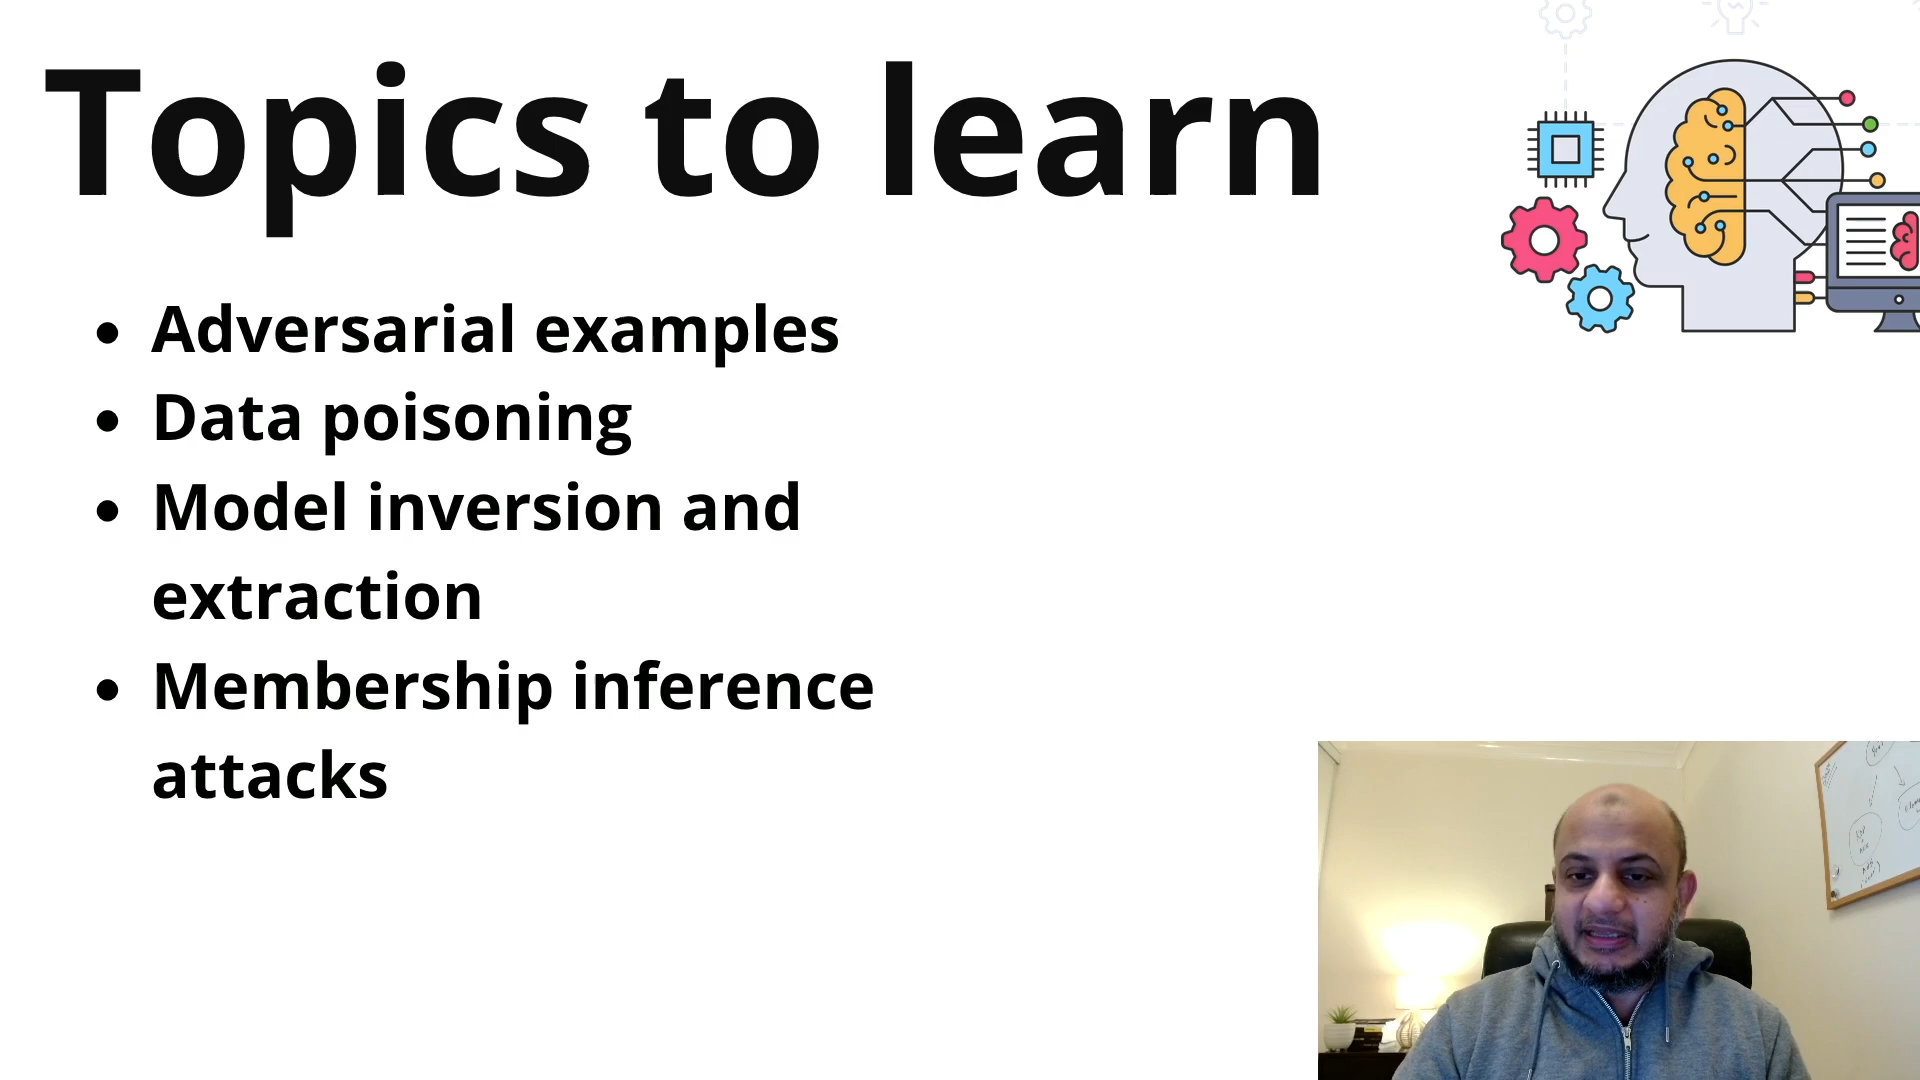 Topics to learn
• Adversarial examples
• Data poisoning
• Model inversion and
extraction
• Membership inference
attacks